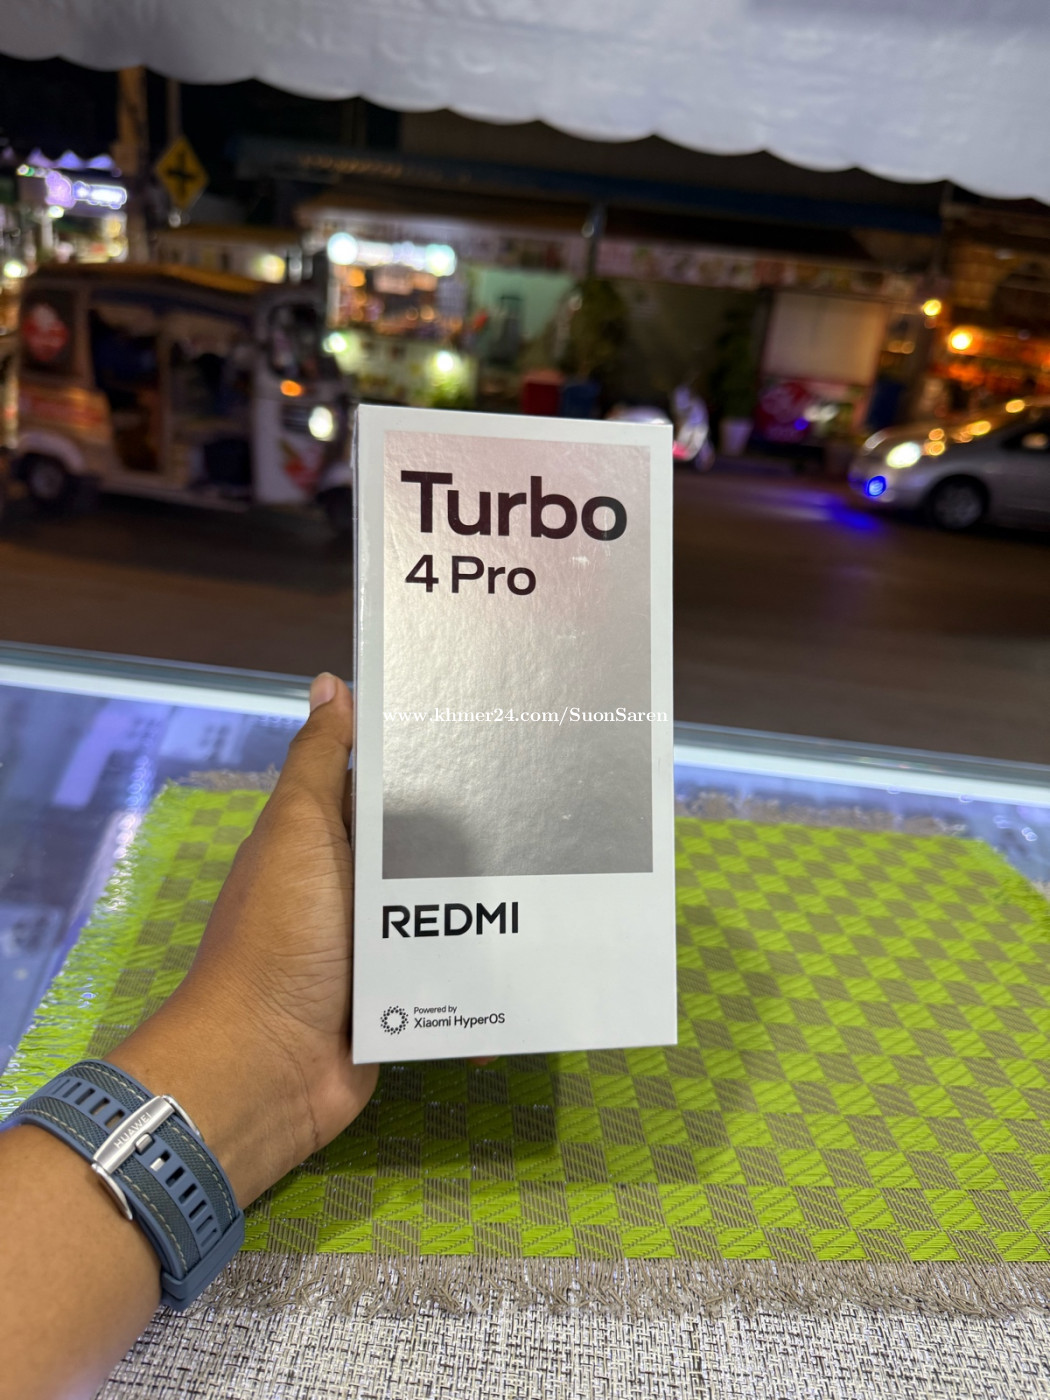 Turbo
4 Pro
www.khmer24.com/SuonSaren
REDMI
Powered by
Xiaomi HyperOS
HUAWEI